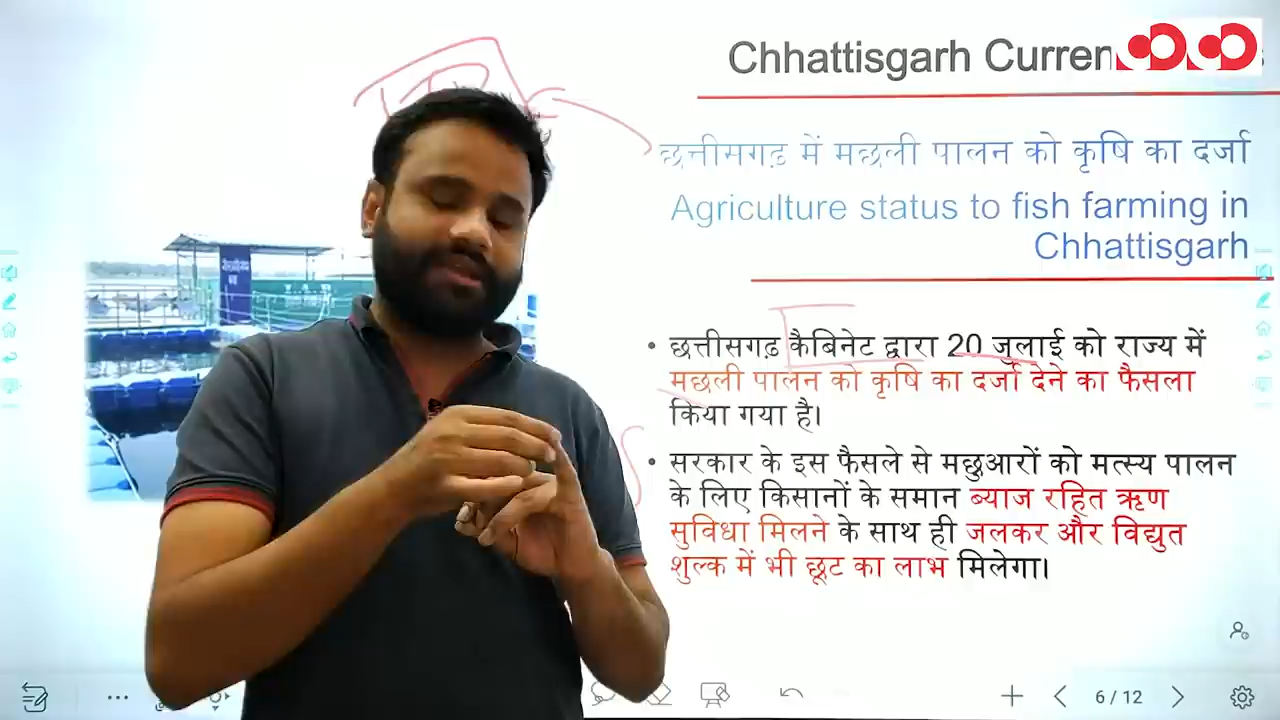 Chhattisgarh Curren
छत्तीसगढ़ में मछली पालन को कृषि का दर्जा
Agriculture status to fish farming in
Chhattisgarh
• छत्तीसगढ़ कैबिनेट द्वारा 20 जुलाई को राज्य में
मछली पालन को कृषि का दर्जा देने का फैसला
किया गया है।
• सरकार के इस फैसले से मछुआरों को मत्स्य पालन
के लिए किसानों के समान ब्याज रहित ऋण
सुविधा मिलने के साथ ही जलकर और विद्युत
शुल्क में भी छूट का लाभ मिलेगा।
6 / 12